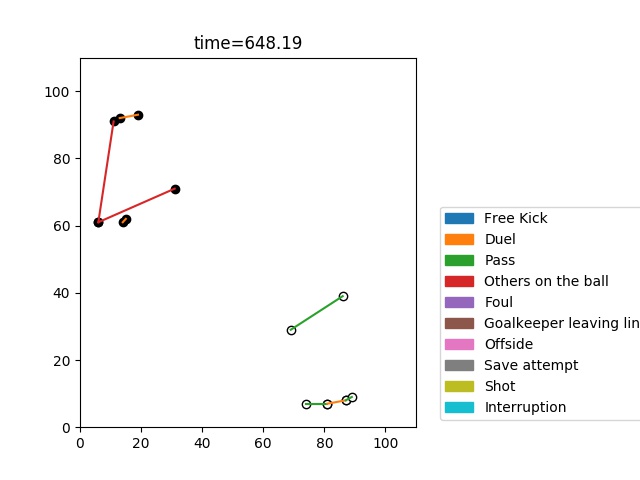 time=648.19
100
80
60
40
20
0
0 20 40 60 80 100
Free Kick
Duel
Pass
Others on the ball
Foul
Goalkeeper leaving lin
Offside
Save attempt
Shot
Interruption